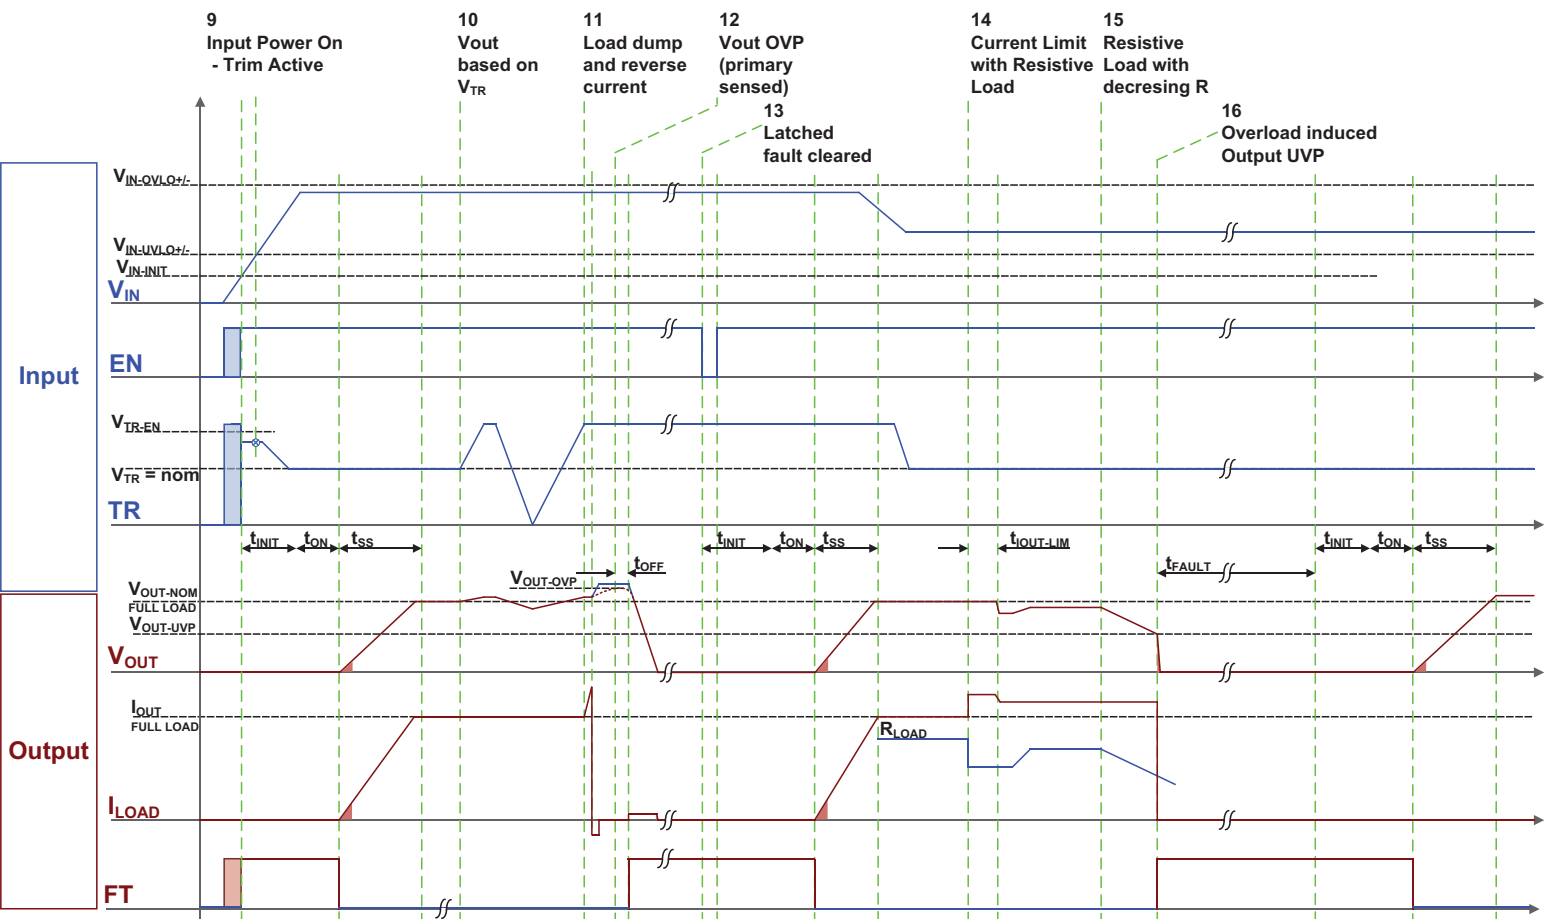 9
Input Power On
- Trim Active
10
Vout
based on
VTR
11
Load dump
and reverse
current
12
Vout OVP
(primary
sensed)
13
Latched
fault cleared
14
Current Limit
with Resistive
Load
15
Resistive
Load with
decresing R
16
Overload induced
Output UVP
Input
VIN-OVLO+/-
VIN-UVLO+/-
VIN-INIT
VIN
EN
VTR-EN
VTR = nom
TR
tINIT
tON
tSS
tINIT
tON
tSS
tIOUT-LIM
tINIT
tON
tSS
tOFF
tFAULT
VOUT-OVP
Output
VOUT-NOM
FULL LOAD
VOUT-UVP
VOUT
IOUT
FULL LOAD
RLOAD
ILOAD
FT